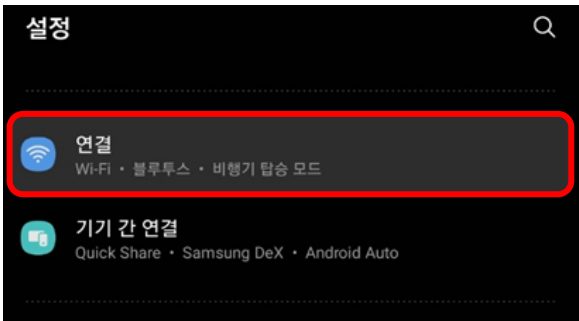 설정
연결
Wi-Fi • 블루투스 • 비행기 탑승 모드
기기 간 연결
Quick Share • Samsung DeX • Android Auto